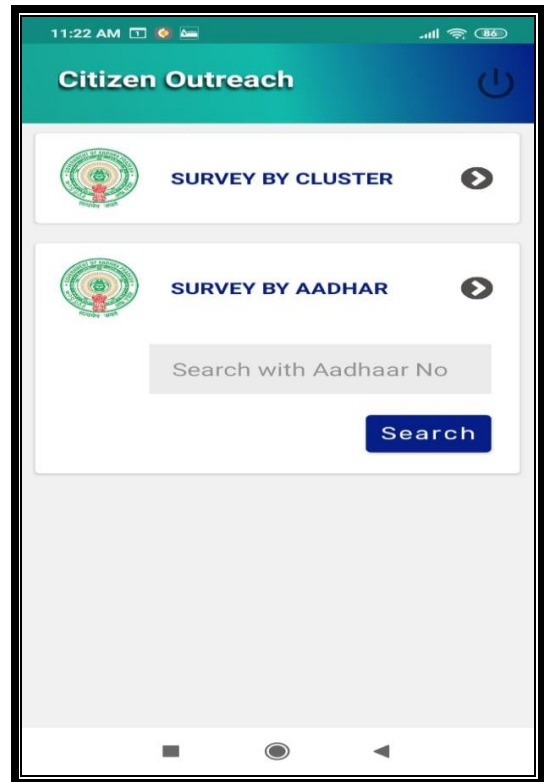 11:22 AM
86
Citizen Outreach
SURVEY BY CLUSTER
SURVEY BY AADHAR
Search with Aadhaar No
Search